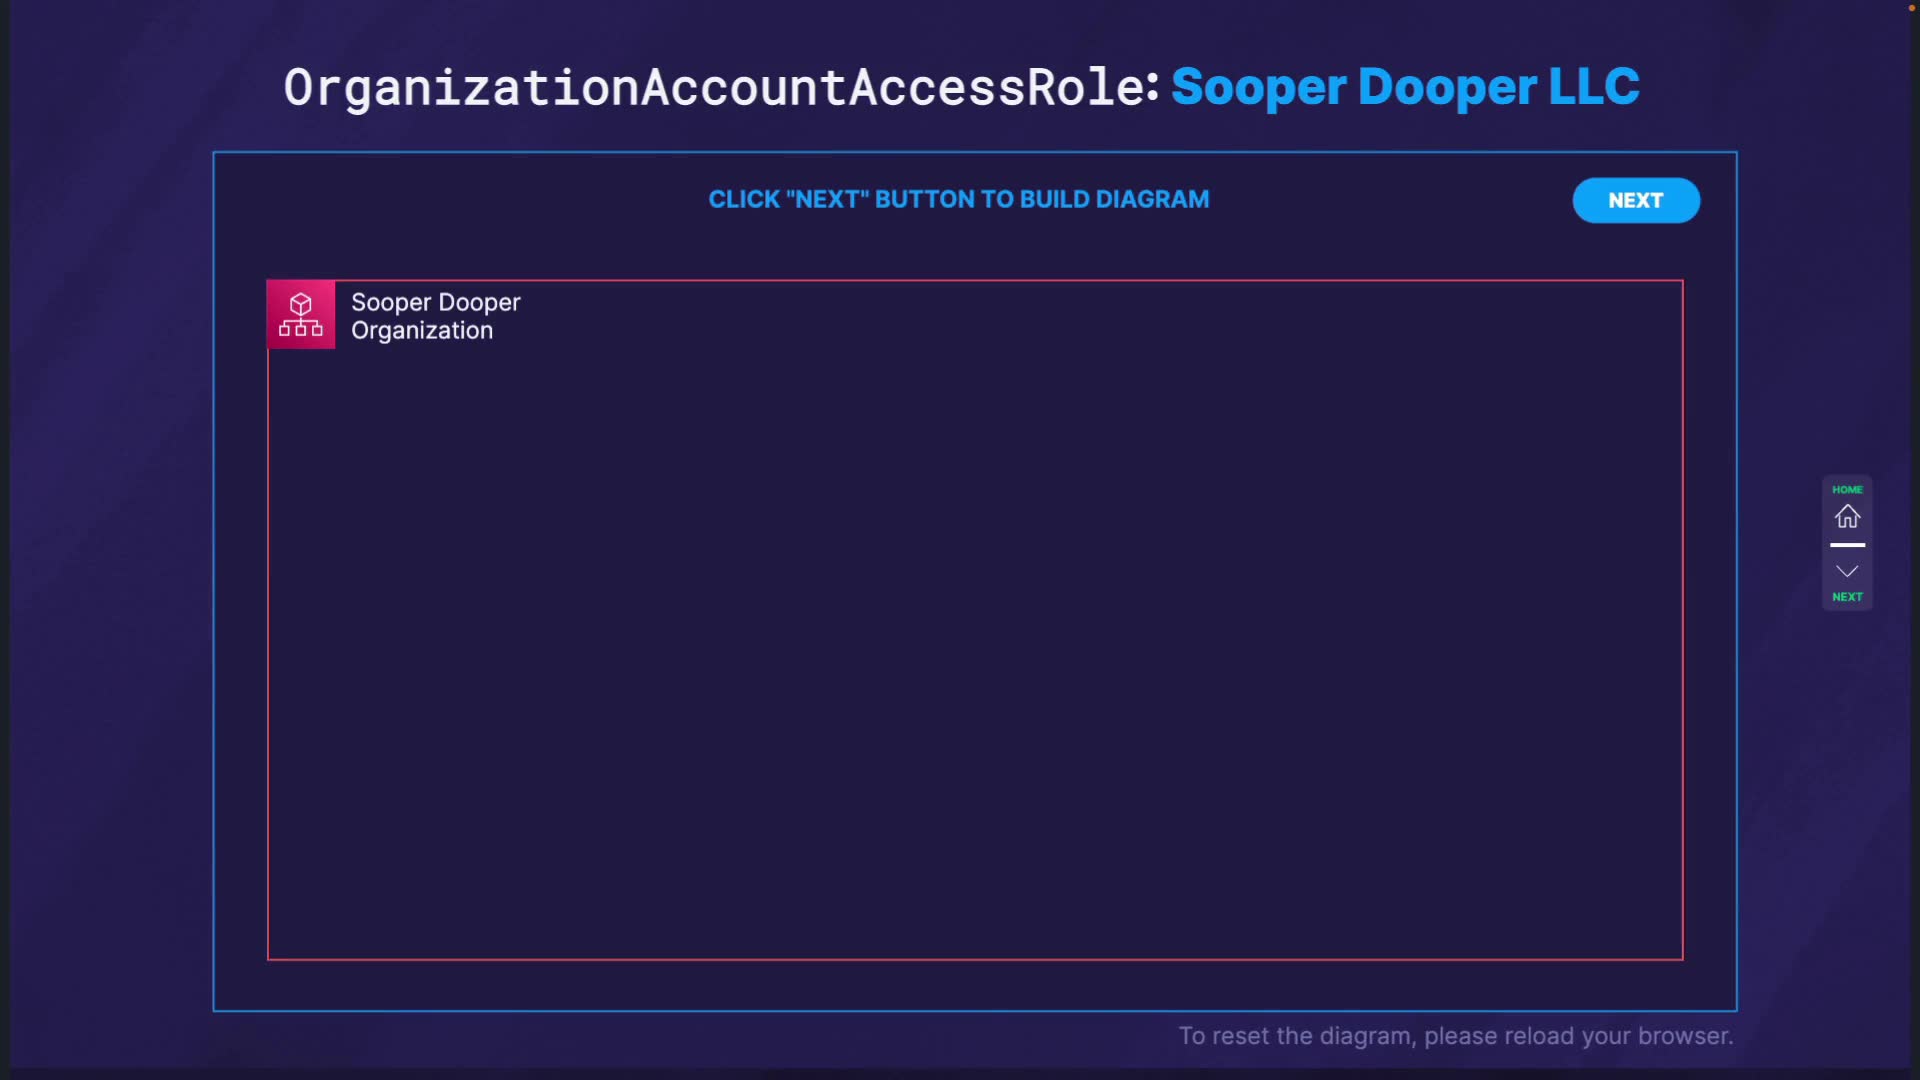 OrganizationAccountAccessRole: Sooper Dooper LLC
CLICK "NEXT" BUTTON TO BUILD DIAGRAM
NEXT
Sooper Dooper
Organization
HOME
NEXT
To reset the diagram, please reload your browser.